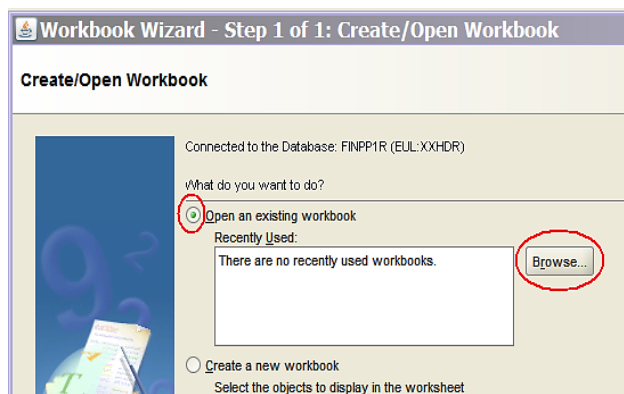 Workbook Wizard - Step 1 of 1: Create/Open Workbook
Create/Open Workbook
Connected to the Database: FINPP1R (EUL:XXHDR)
What do you want to do?
Open an existing workbook
Recently Used:
There are no recently used workbooks.
Browse...
Create a new workbook
Select the objects to display in the worksheet